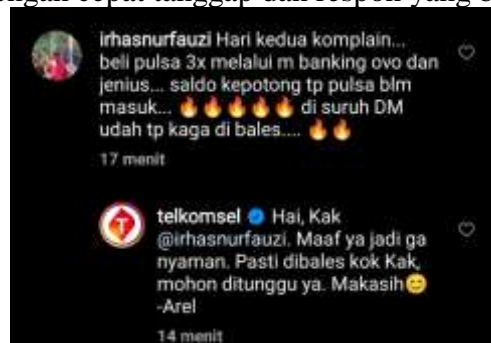 irhasnurfauzi Hari kedua komplain...
beli pulsa 3x melalui m banking ovo dan
jenius... saldo kepotong tp pulsa blm
masuk... 🔥🔥🔥🔥🔥 di suruh DM
udah tp kaga di bales.... 🔥🔥
17 menit
telkomsel Hai, Kak
@irhasnurfauzi. Maaf ya jadi ga
nyaman. Pasti dibales kok Kak,
mohon ditunggu ya. Makasih😊
-Arel
14 menit